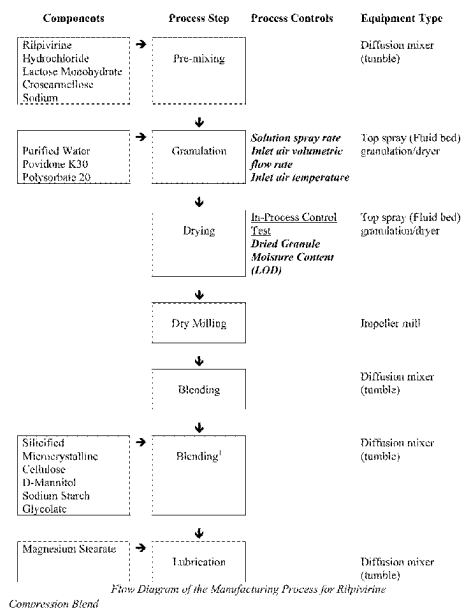 Components Process Step Process Controls Equipment Type
Rilpivirine
Hydrochloride
Lactose Monohydrate
Croscarmellose
Sodium
Pre-mixing
Diffusion mixer
(tumble)
Purified Water
Povidone K30
Polysorbate 20
Granulation
Solution spray rate
Inlet air volumetric
flow rate
Inlet air temperature
Top spray (Fluid bed)
granulation/dryer
Drying
In-Process Control
Test
Dried Granule
Moisture Content
(LOD)
Top spray (Fluid bed)
granulation/dryer
Dry Milling
Impeller mill
Blending
Diffusion mixer
(tumble)
Silicified
Microcrystalline
Cellulose
D-Mannitol
Sodium Starch
Glycolate
Blending¹
Diffusion mixer
(tumble)
Magnesium Stearate
Lubrication
Diffusion mixer
(tumble)
Flow Diagram of the Manufacturing Process for Rilpivirine
Compression Blend